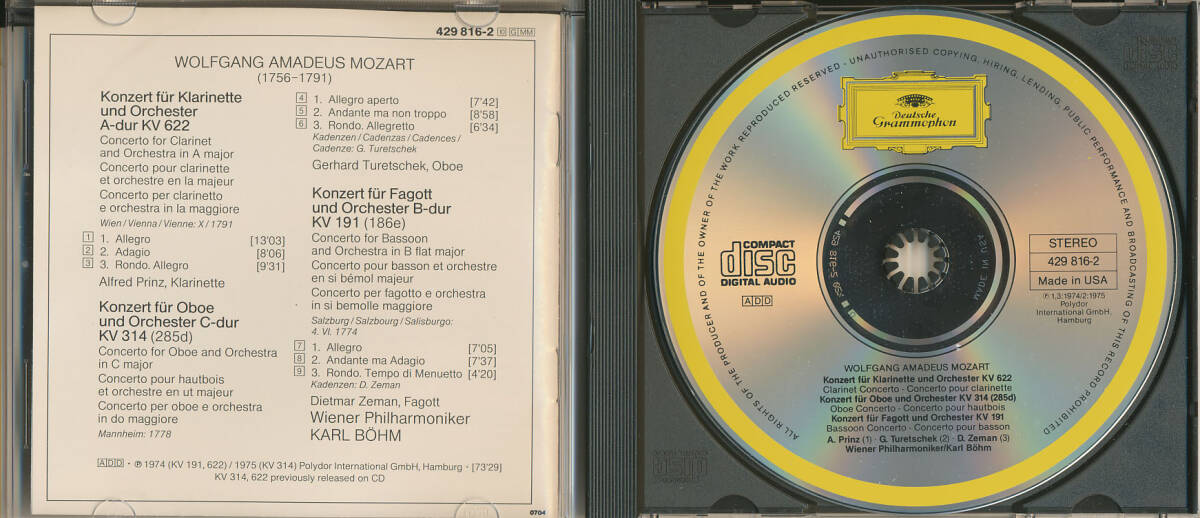 429 816-2 GIMM
WOLFGANG AMADEUS MOZART
(1756-1791)
Konzert für Klarinette
und Orchester
A-dur KV 622
Concerto for Clarinet
and Orchestra in A major
Concerto pour clarinette
et orchestre en la majeur
Concerto per clarinetto
e orchestra in la maggiore
Wien/Vienna/Vienne: X/1791
1 1. Allegro [13'03]
2 2. Adagio [8'06]
3 3. Rondo. Allegro [9'31]
Alfred Prinz, Klarinette
Konzert für Oboe
und Orchester C-dur
KV 314 (285d)
Concerto for Oboe and Orchestra
in C major
Concerto pour hautbois
et orchestre en ut majeur
Concerto per oboe e orchestra
in do maggiore
Mannheim: 1778
4 1. Allegro aperto [7'42]
5 2. Andante ma non troppo [8'58]
6 3. Rondo. Allegretto [6'34]
Kadenzen/Cadenzas/Cadences/
Cadenze: G. Turetschek
Gerhard Turetschek, Oboe
Konzert für Fagott
und Orchester B-dur
KV 191 (186e)
Concerto for Bassoon
and Orchestra in B flat major
Concerto pour basson et orchestre
en si bémol majeur
Concerto per fagotto e orchestra
in si bemolle maggiore
Salzburg/Salzbourg/Salisburgo:
4. VI. 1774
7 1. Allegro [7'05]
8 2. Andante ma Adagio [7'37]
9 3. Rondo. Tempo di Menuetto [4'20]
Kadenzen: D. Zeman
Dietmar Zeman, Fagott
Wiener Philharmoniker
KARL BÖHM
ADD · ℗ 1974 (KV 191, 622) / 1975 (KV 314) Polydor International GmbH, Hamburg · [73'29]
KV 314, 622 previously released on CD
0704
ALL RIGHTS OF THE PRODUCER AND OF THE OWNER OF THE WORK REPRODUCED RESERVED - UNAUTHORISED COPYING, HIRING, LENDING, PUBLIC PERFORMANCE AND BROADCASTING OF THIS RECORD PROHIBITED
Deutsche
Grammophon
COMPACT
disc
DIGITAL AUDIO
ADD
MADE IN USA
STEREO
429 816-2
Made in USA
℗ 1,3:1974/2:1975
Polydor
International GmbH,
Hamburg
WOLFGANG AMADEUS MOZART
Konzert für Klarinette und Orchester KV 622
Clarinet Concerto - Concerto pour clarinette
Konzert für Oboe und Orchester KV 314 (285d)
Oboe Concerto - Concerto pour hautbois
Konzert für Fagott und Orchester KV 191
Bassoon Concerto - Concerto pour basson
A. Prinz (1) · G. Turetschek (2) · D. Zeman (3)
Wiener Philharmoniker/Karl Böhm